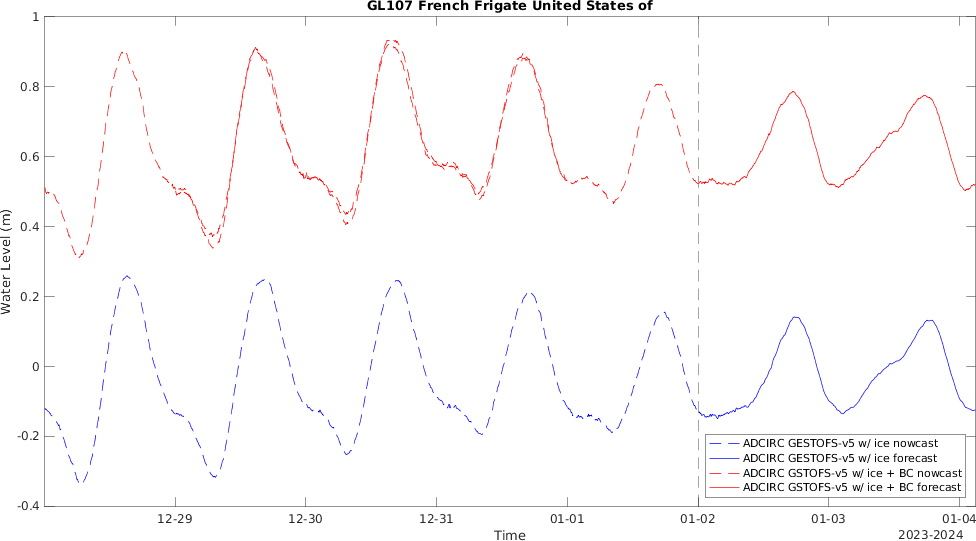 GL107 French Frigate United States of
1
0.8
0.6
0.4
0.2
0
-0.2
-0.4
Water Level (m)
12-29 12-30 12-31 01-01 01-02 01-03 01-04
Time
2023-2024
ADCIRC GESTOFS-v5 w/ ice nowcast
ADCIRC GESTOFS-v5 w/ ice forecast
ADCIRC GSTOFS-v5 w/ ice + BC nowcast
ADCIRC GSTOFS-v5 w/ ice + BC forecast